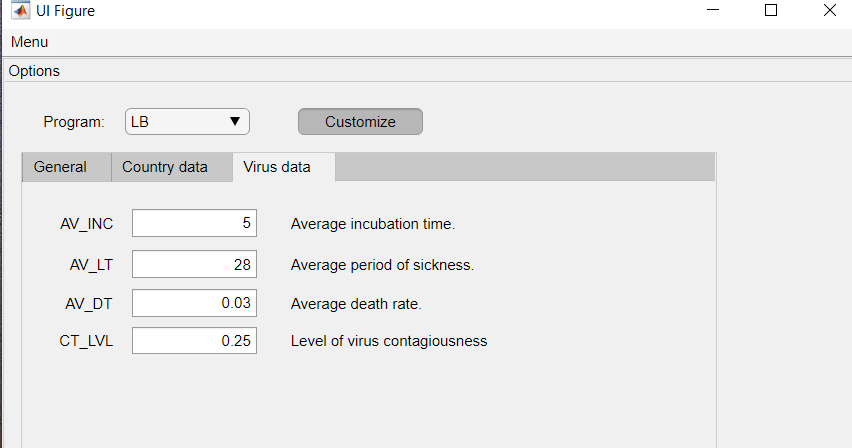 UI Figure
Menu
Options
Program: LB Customize
General Country data Virus data
AV_INC 5 Average incubation time.
AV_LT 28 Average period of sickness.
AV_DT 0.03 Average death rate.
CT_LVL 0.25 Level of virus contagiousness